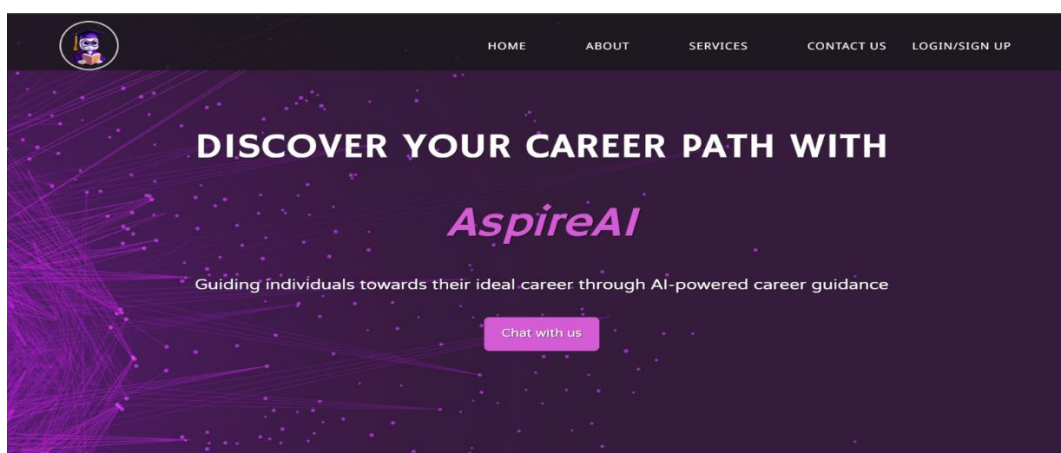 HOME ABOUT SERVICES CONTACT US LOGIN/SIGN UP
DISCOVER YOUR CAREER PATH WITH
AspireAI
Guiding individuals towards their ideal career through AI-powered career guidance
Chat with us